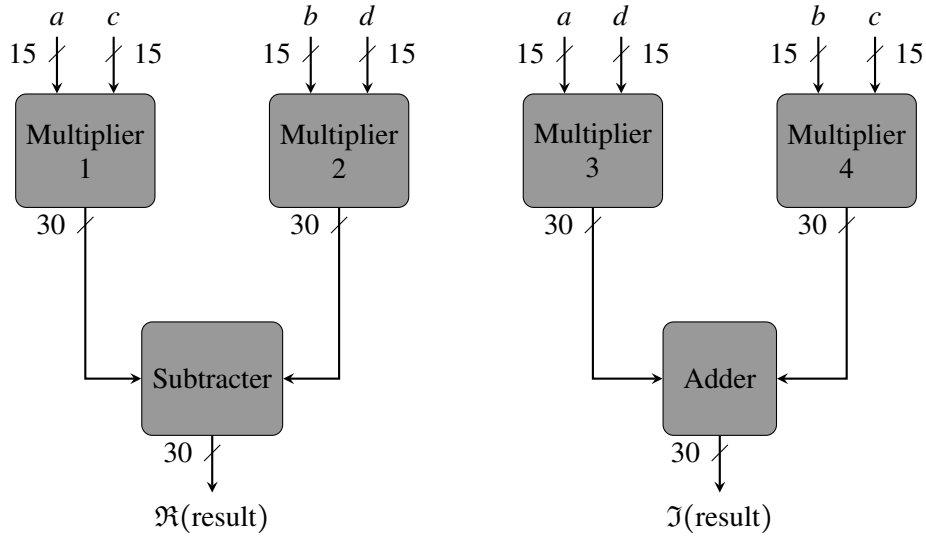 a c b d a d b c
15 15 15 15 15 15 15 15
Multiplier
1
Multiplier
2
Multiplier
3
Multiplier
4
30 30 30 30
Subtracter
Adder
30 30
ℜ(result)
ℑ(result)